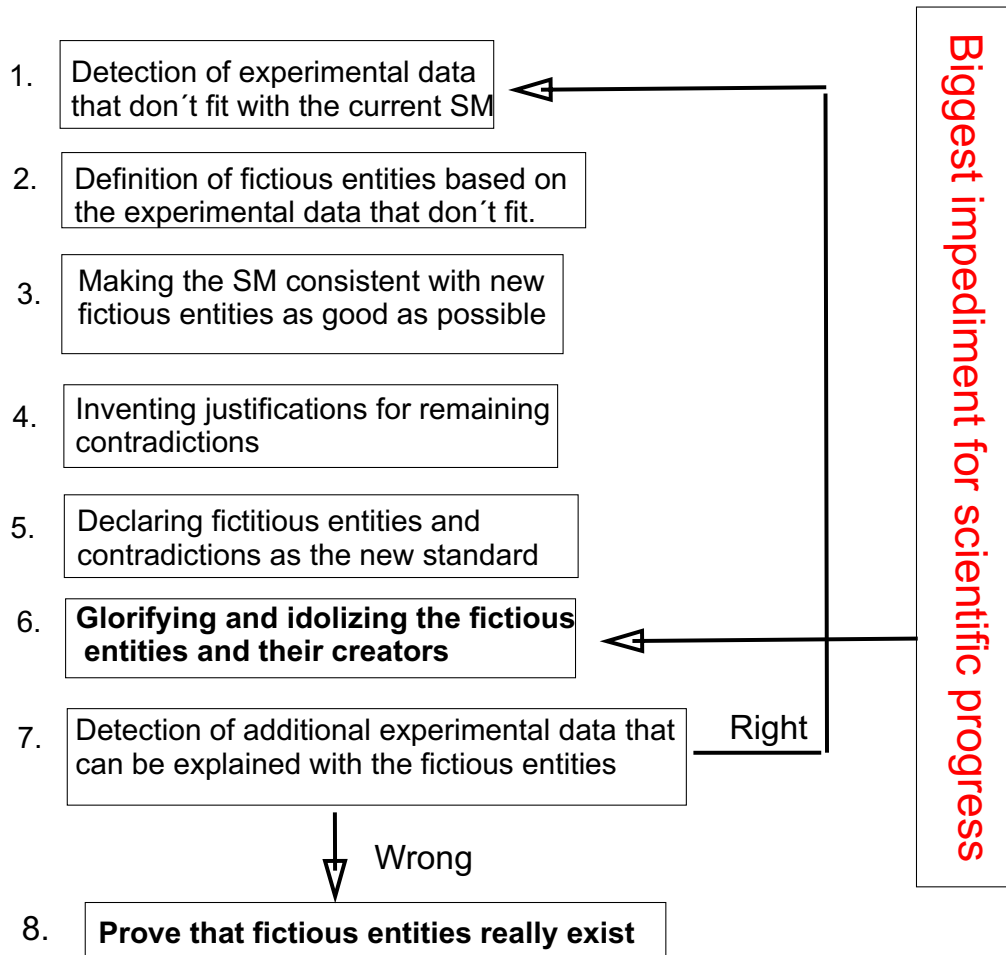 1.
Detection of experimental data
that don´t fit with the current SM
2.
Definition of fictious entities based on
the experimental data that don´t fit.
3.
Making the SM consistent with new
fictious entities as good as possible
4.
Inventing justifications for remaining
contradictions
5.
Declaring fictitious entities and
contradictions as the new standard
6.
Glorifying and idolizing the fictious
entities and their creators
7.
Detection of additional experimental data that
can be explained with the fictious entities
Right
Wrong
8.
Prove that fictious entities really exist
Biggest impediment for scientific progress